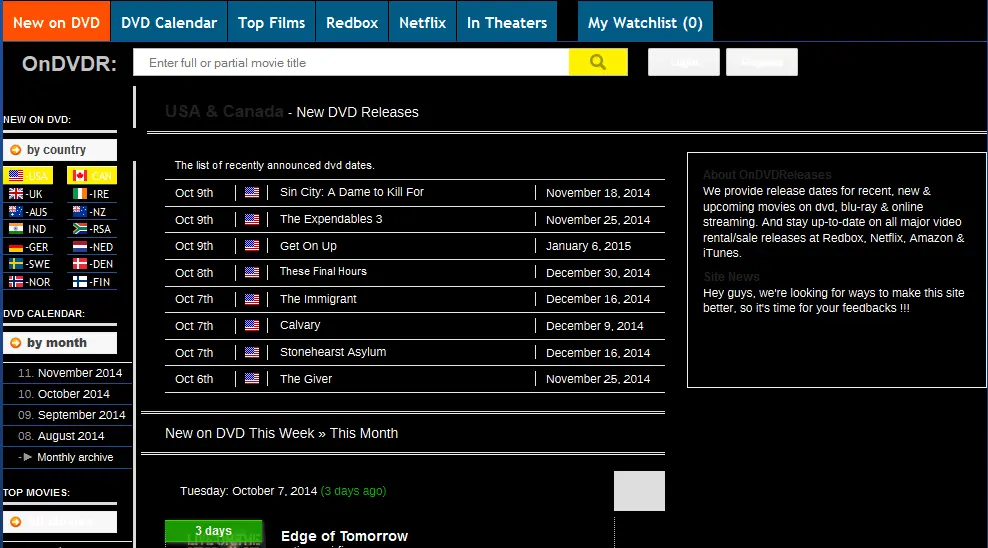 New on DVD DVD Calendar Top Films Redbox Netflix In Theaters My Watchlist (0)
OnDVDR: Enter full or partial movie title
NEW ON DVD:
by country
-USA -CAN
-UK -IRE
-AUS -NZ
IND -RSA
-GER -NED
-SWE -DEN
-NOR -FIN
DVD CALENDAR:
by month
11. November 2014
10. October 2014
09. September 2014
08. August 2014
- Monthly archive
TOP MOVIES:
USA & Canada - New DVD Releases
The list of recently announced dvd dates.
Oct 9th Sin City: A Dame to Kill For November 18, 2014
Oct 9th The Expendables 3 November 25, 2014
Oct 9th Get On Up January 6, 2015
Oct 8th These Final Hours December 30, 2014
Oct 7th The Immigrant December 16, 2014
Oct 7th Calvary December 9, 2014
Oct 7th Stonehearst Asylum December 16, 2014
Oct 6th The Giver November 25, 2014
New on DVD This Week » This Month
Tuesday: October 7, 2014 (3 days ago)
3 days
LIVE ON THE
Edge of Tomorrow
About OnDVDReleases
We provide release dates for recent, new &
upcoming movies on dvd, blu-ray & online
streaming. And stay up-to-date on all major video
rental/sale releases at Redbox, Netflix, Amazon &
iTunes.
Site News
Hey guys, we're looking for ways to make this site
better, so it's time for your feedbacks !!!